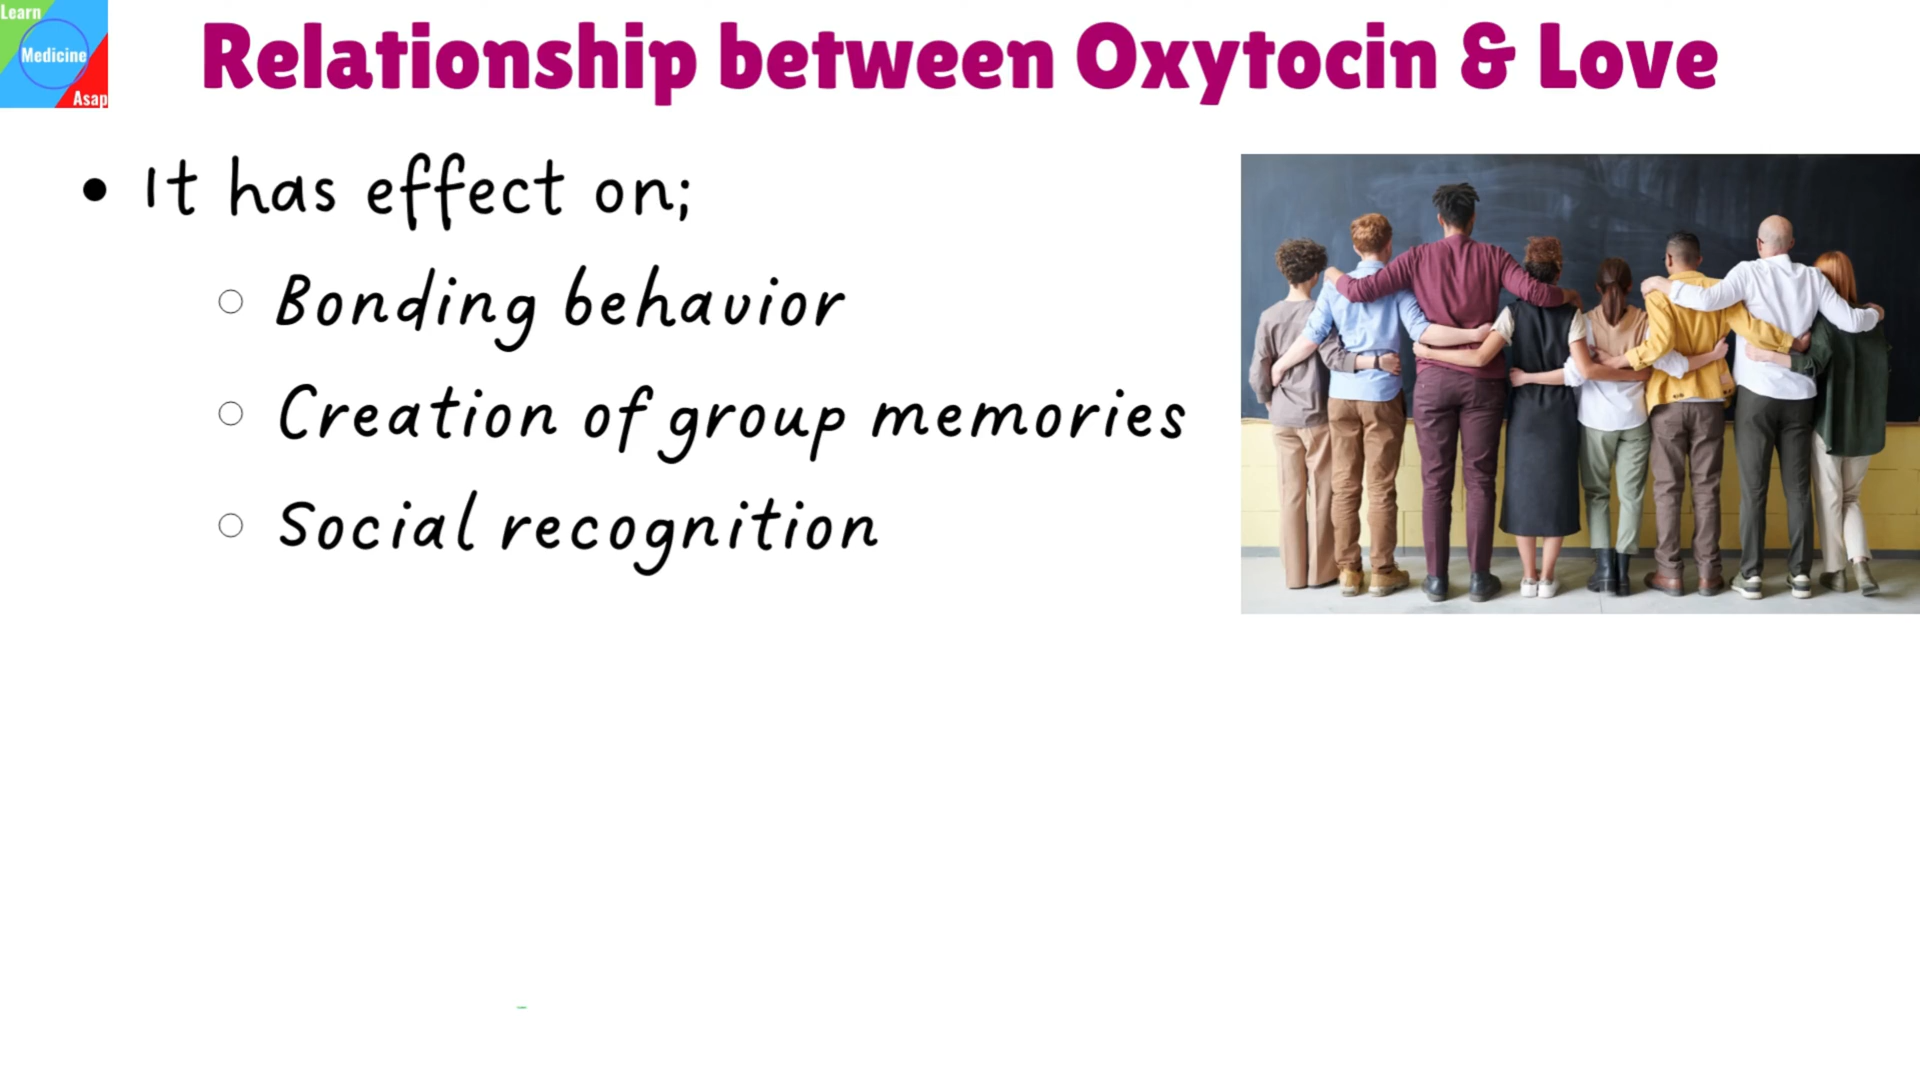 Learn
Medicine
Asap
Relationship between Oxytocin & Love
• It has effect on;
○ Bonding behavior
○ Creation of group memories
○ Social recognition